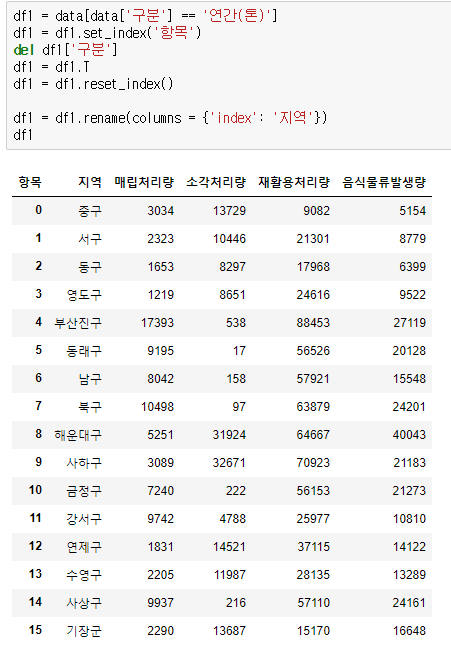 df1 = data[data['구분'] == '연간(톤)']
df1 = df1.set_index('항목')
del df1['구분']
df1 = df1.T
df1 = df1.reset_index()
df1 = df1.rename(columns = {'index': '지역'})
df1
항목 지역 매립처리량 소각처리량 재활용처리량 음식물류발생량
0 중구 3034 13729 9082 5154
1 서구 2323 10446 21301 8779
2 동구 1653 8297 17968 6399
3 영도구 1219 8651 24616 9522
4 부산진구 17393 538 88453 27119
5 동래구 9195 17 56526 20128
6 남구 8042 158 57921 15548
7 북구 10498 97 63879 24201
8 해운대구 5251 31924 64667 40043
9 사하구 3089 32671 70923 21183
10 금정구 7240 222 56153 21273
11 강서구 9742 4788 25977 10810
12 연제구 1831 14521 37115 14122
13 수영구 2205 11987 28135 13289
14 사상구 9937 216 57110 24161
15 기장군 2290 13687 15170 16648